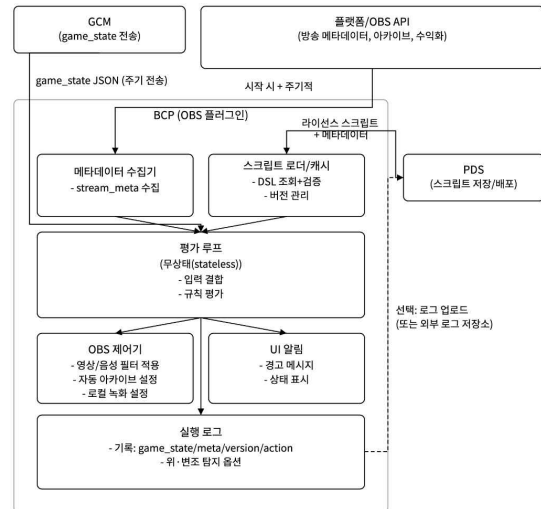 GCM
(game_state 전송)
플랫폼/OBS API
(방송 메타데이터, 아카이브, 수익화)
game_state JSON (주기 전송)
시작 시 + 주기적
BCP (OBS 플러그인)
라이선스 스크립트
+ 메타데이터
메타데이터 수집기
- stream_meta 수집
스크립트 로더/캐시
- DSL 조회+검증
- 버전 관리
PDS
(스크립트 저장/배포)
평가 루프
(무상태(stateless))
- 입력 결합
- 규칙 평가
선택: 로그 업로드
(또는 외부 로그 저장소)
OBS 제어기
- 영상/음성 필터 적용
- 자동 아카이브 설정
- 로컬 녹화 설정
UI 알림
- 경고 메시지
- 상태 표시
실행 로그
- 기록: game_state/meta/version/action
- 위·변조 탐지 옵션